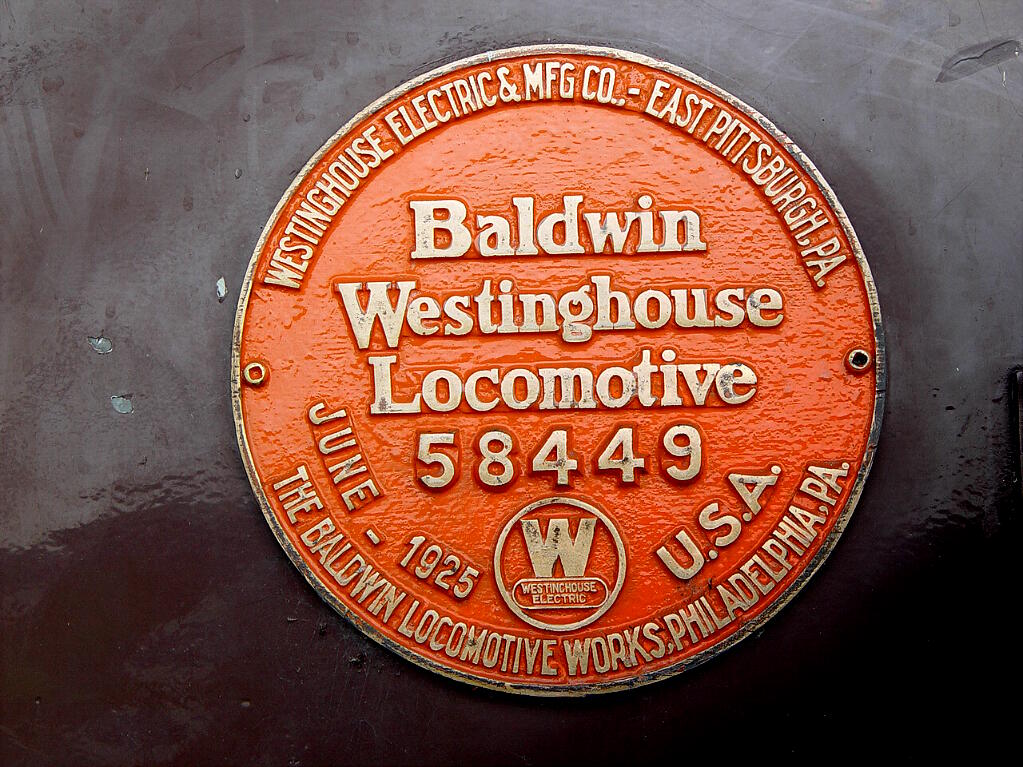 WESTINGHOUSE ELECTRIC & MFG CO., - EAST PITTSBURGH, PA.
Baldwin
Westinghouse
Locomotive
58449
JUNE - 1925
U.S.A.
W
WESTINGHOUSE
ELECTRIC
THE BALDWIN LOCOMOTIVE WORKS, PHILADELPHIA, PA.